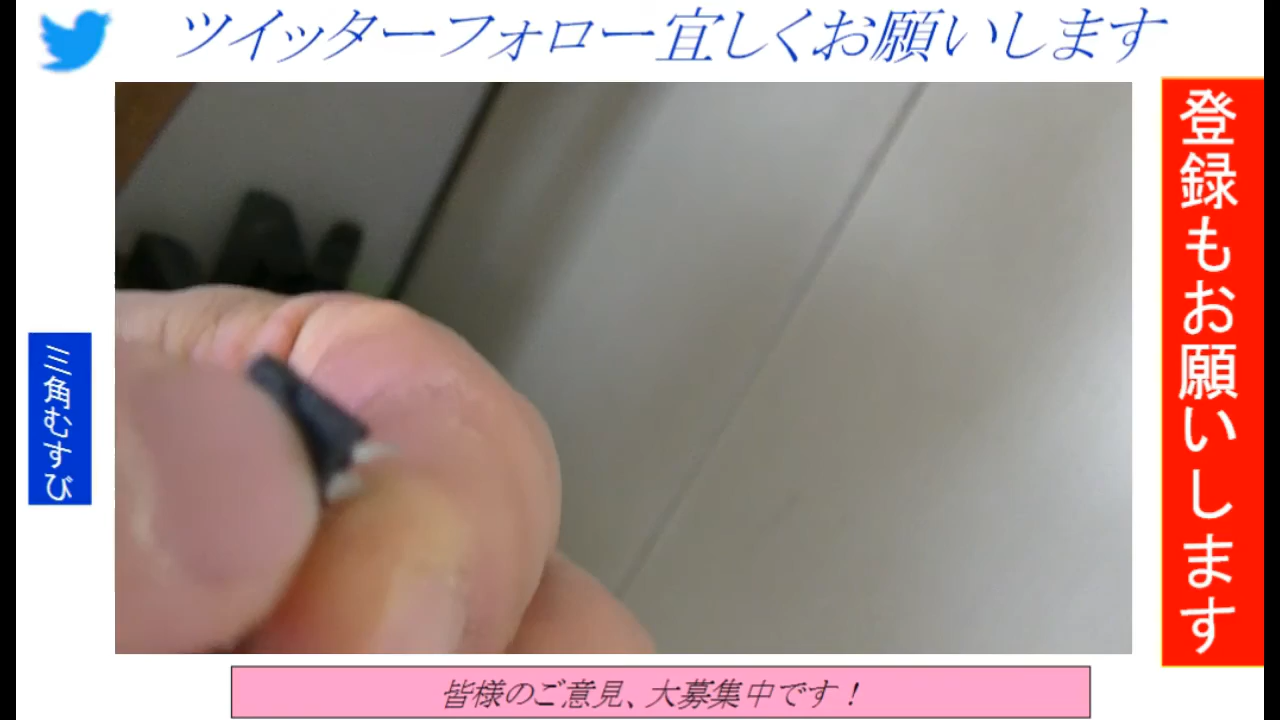 ツイッターフォロー宜しくお願いします
登録もお願いします
三角むすび
皆様のご意見、大募集中です！